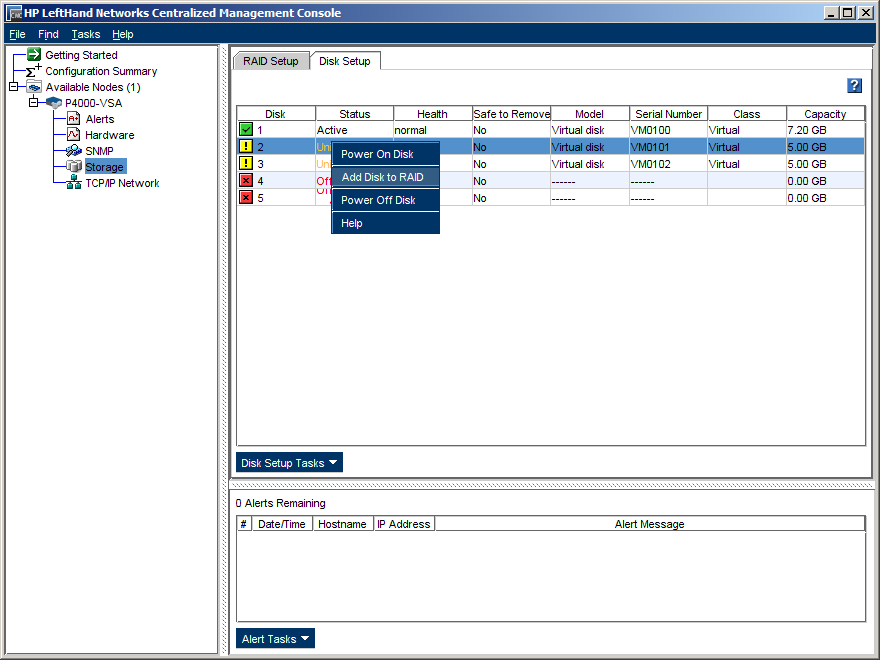 HP LeftHand Networks Centralized Management Console
File Find Tasks Help
Getting Started
Configuration Summary
Available Nodes (1)
P4000-VSA
Alerts
Hardware
SNMP
Storage
TCP/IP Network
RAID Setup Disk Setup
?
Disk Status Health Safe to Remove Model Serial Number Class Capacity
1 Active normal No Virtual disk VM0100 Virtual 7.20 GB
2 Uni No Virtual disk VM0101 Virtual 5.00 GB
3 Uni No Virtual disk VM0102 Virtual 5.00 GB
4 Off No ------ ------ 0.00 GB
5 Off No ------ ------ 0.00 GB
Power On Disk
Add Disk to RAID
Power Off Disk
Help
Disk Setup Tasks
0 Alerts Remaining
# Date/Time Hostname IP Address Alert Message
Alert Tasks